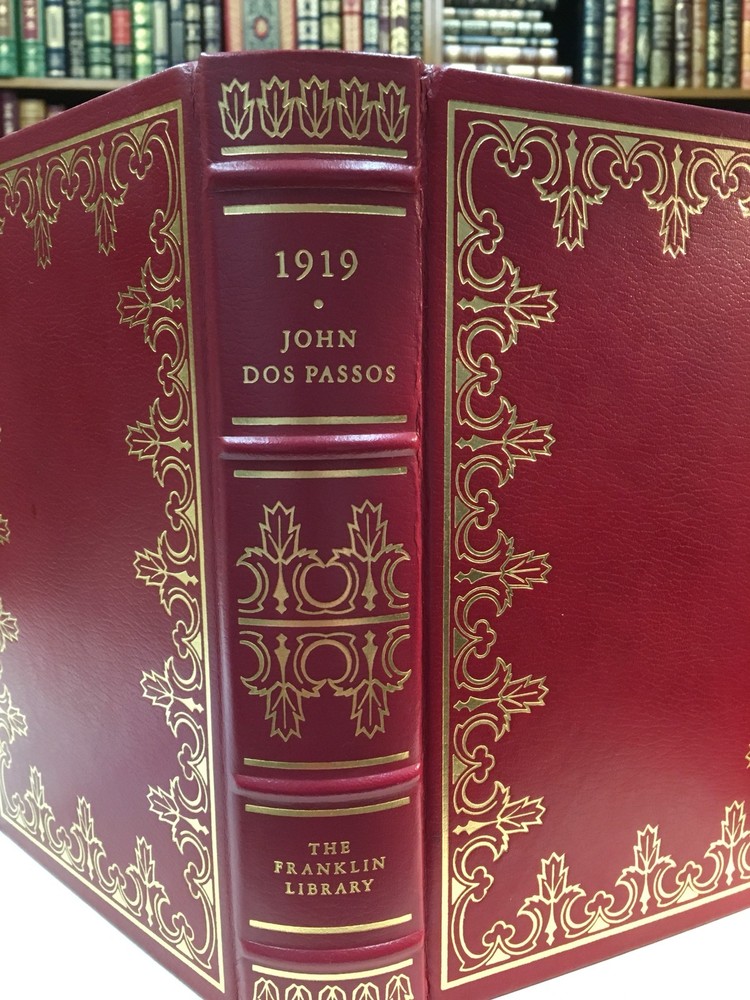 1919
JOHN
DOS PASSOS
THE
FRANKLIN
LIBRARY